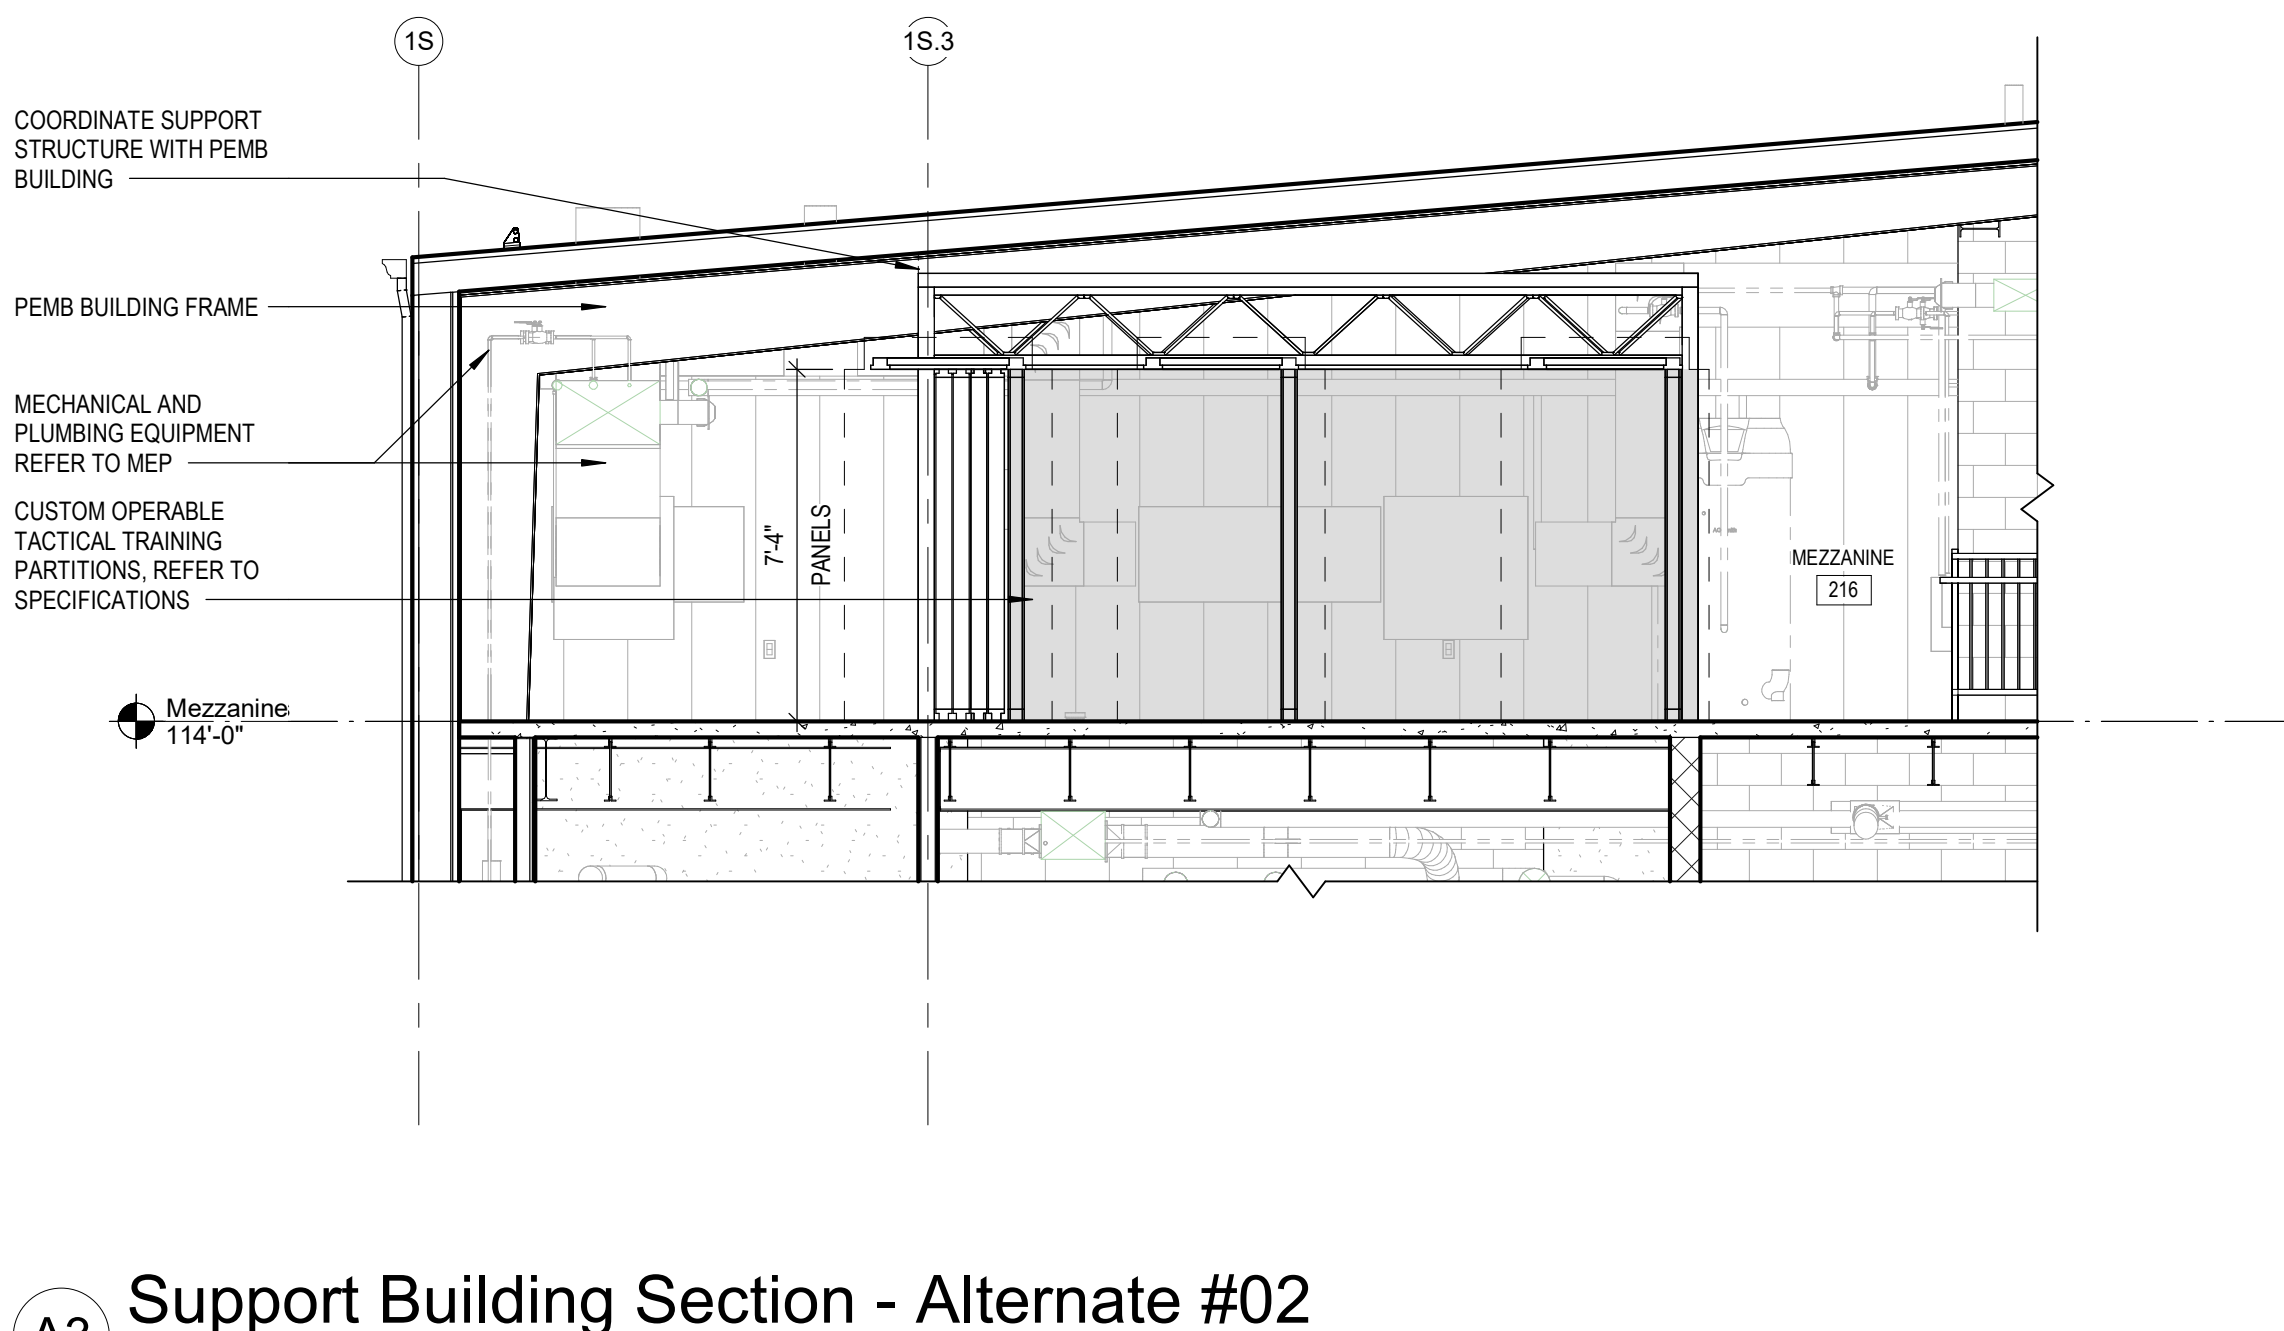 1S
1S.3
COORDINATE SUPPORT
STRUCTURE WITH PEMB
BUILDING
PEMB BUILDING FRAME
MECHANICAL AND
PLUMBING EQUIPMENT
REFER TO MEP
CUSTOM OPERABLE
TACTICAL TRAINING
PARTITIONS, REFER TO
SPECIFICATIONS
7'-4"
PANELS
MEZZANINE
216
Mezzanine
114'-0"
Support Building Section - Alternate #02